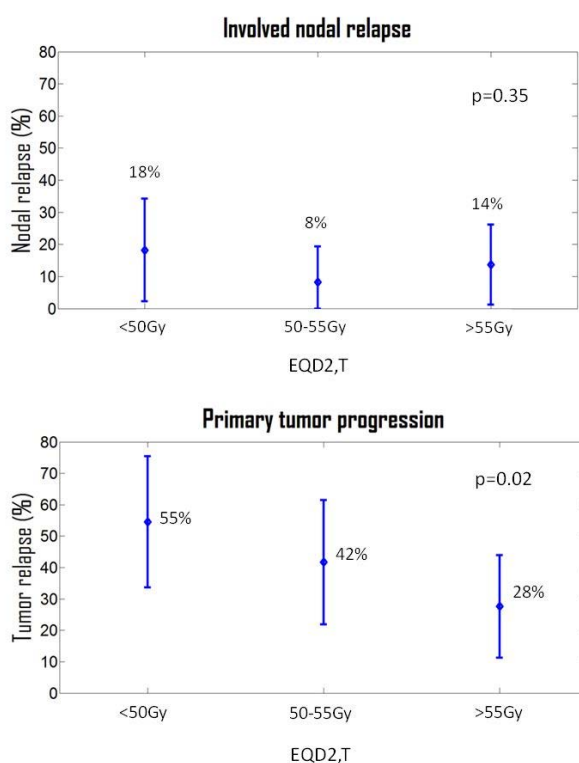 Involved nodal relapse
80
70
60
50
40
30
20
10
0
Nodal relapse (%)
p=0.35
18%
8%
14%
<50Gy 50-55Gy >55Gy
EQD2,T
Primary tumor progression
80
70
60
50
40
30
20
10
0
Tumor relapse (%)
p=0.02
55%
42%
28%
<50Gy 50-55Gy >55Gy
EQD2,T